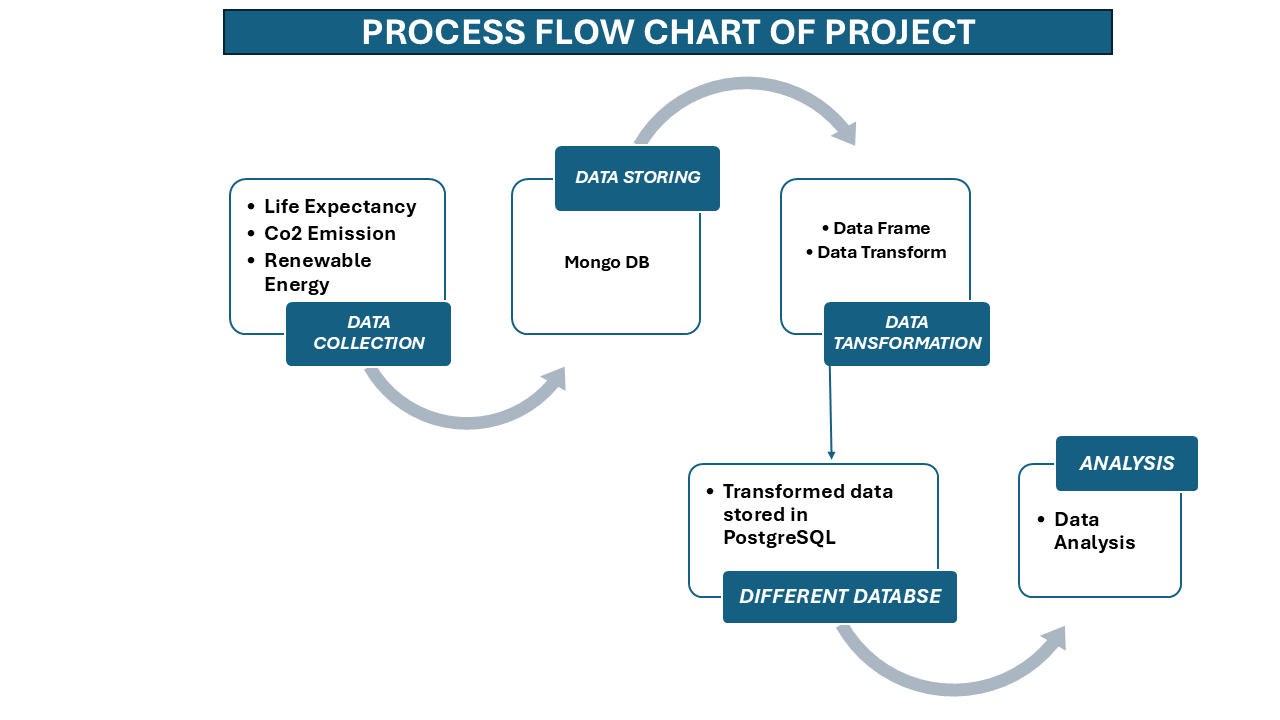 PROCESS FLOW CHART OF PROJECT
• Life Expectancy
• Co2 Emission
• Renewable
Energy
DATA
COLLECTION
DATA STORING
Mongo DB
• Data Frame
• Data Transform
DATA
TANSFORMATION
• Transformed data
stored in
PostgreSQL
DIFFERENT DATABSE
ANALYSIS
• Data
Analysis